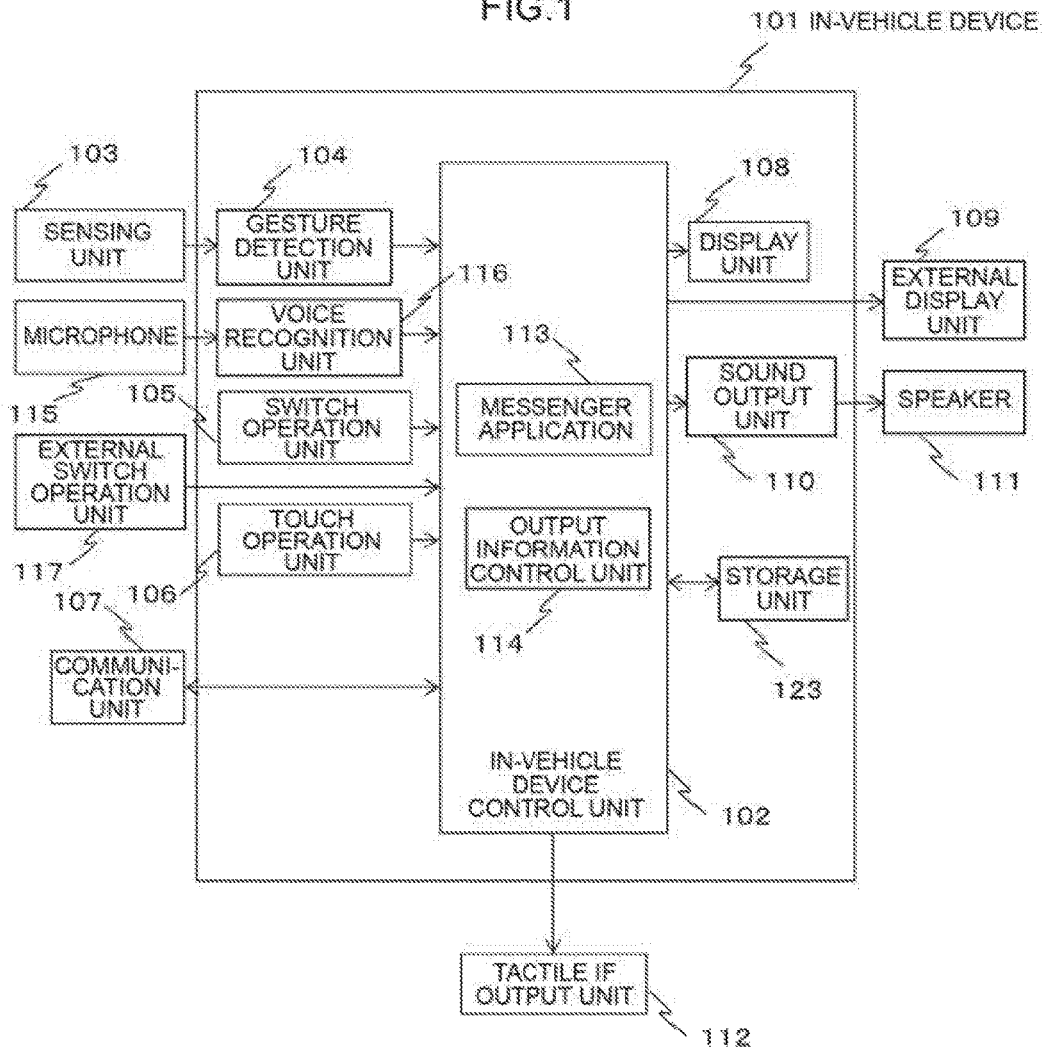 FIG.1
101 IN-VEHICLE DEVICE
103
104
108
SENSING
UNIT
GESTURE
DETECTION
UNIT
DISPLAY
UNIT
109
116
EXTERNAL
DISPLAY
UNIT
MICROPHONE
VOICE
RECOGNITION
UNIT
113
115
105
SWITCH
OPERATION
UNIT
MESSENGER
APPLICATION
SOUND
OUTPUT
UNIT
SPEAKER
EXTERNAL
SWITCH
OPERATION
UNIT
110
111
117
TOUCH
OPERATION
UNIT
OUTPUT
INFORMATION
CONTROL UNIT
STORAGE
UNIT
106
107
114
123
COMMUNI-
CATION
UNIT
IN-VEHICLE
DEVICE
CONTROL UNIT
102
TACTILE IF
OUTPUT UNIT
112